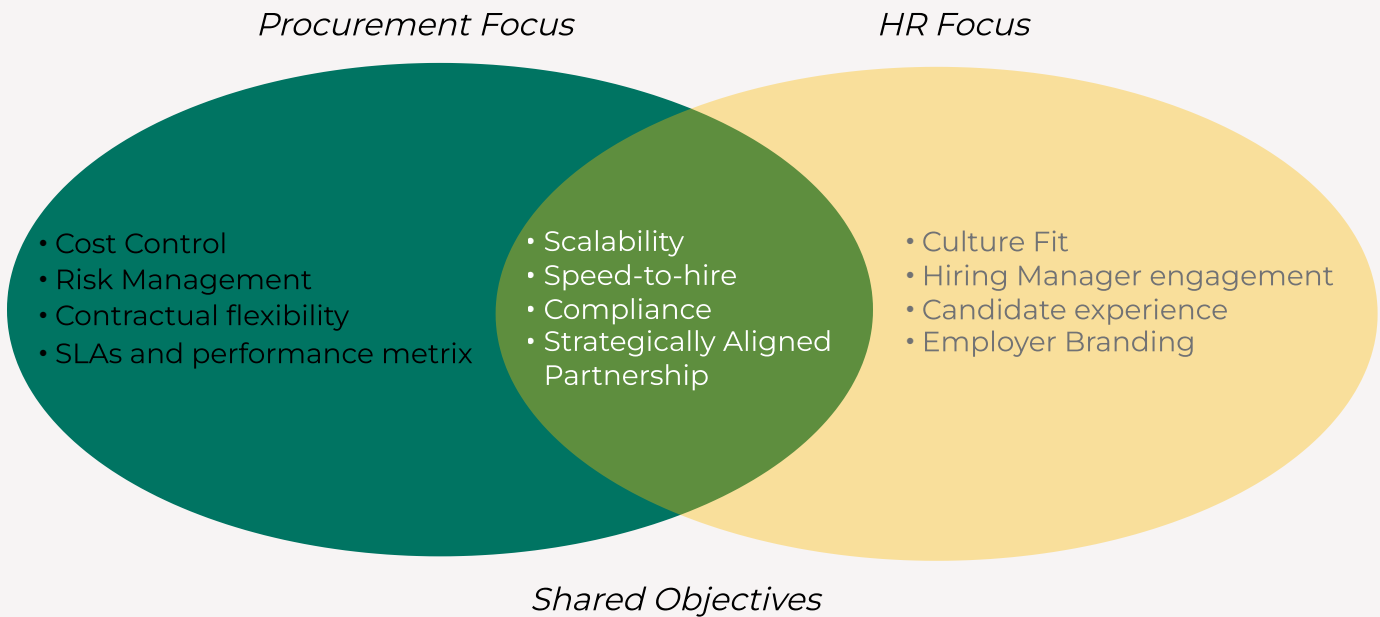 Procurement Focus
HR Focus
• Cost Control
• Risk Management
• Contractual flexibility
• SLAs and performance metrix
• Scalability
• Speed-to-hire
• Compliance
• Strategically Aligned
Partnership
• Culture Fit
• Hiring Manager engagement
• Candidate experience
• Employer Branding
Shared Objectives